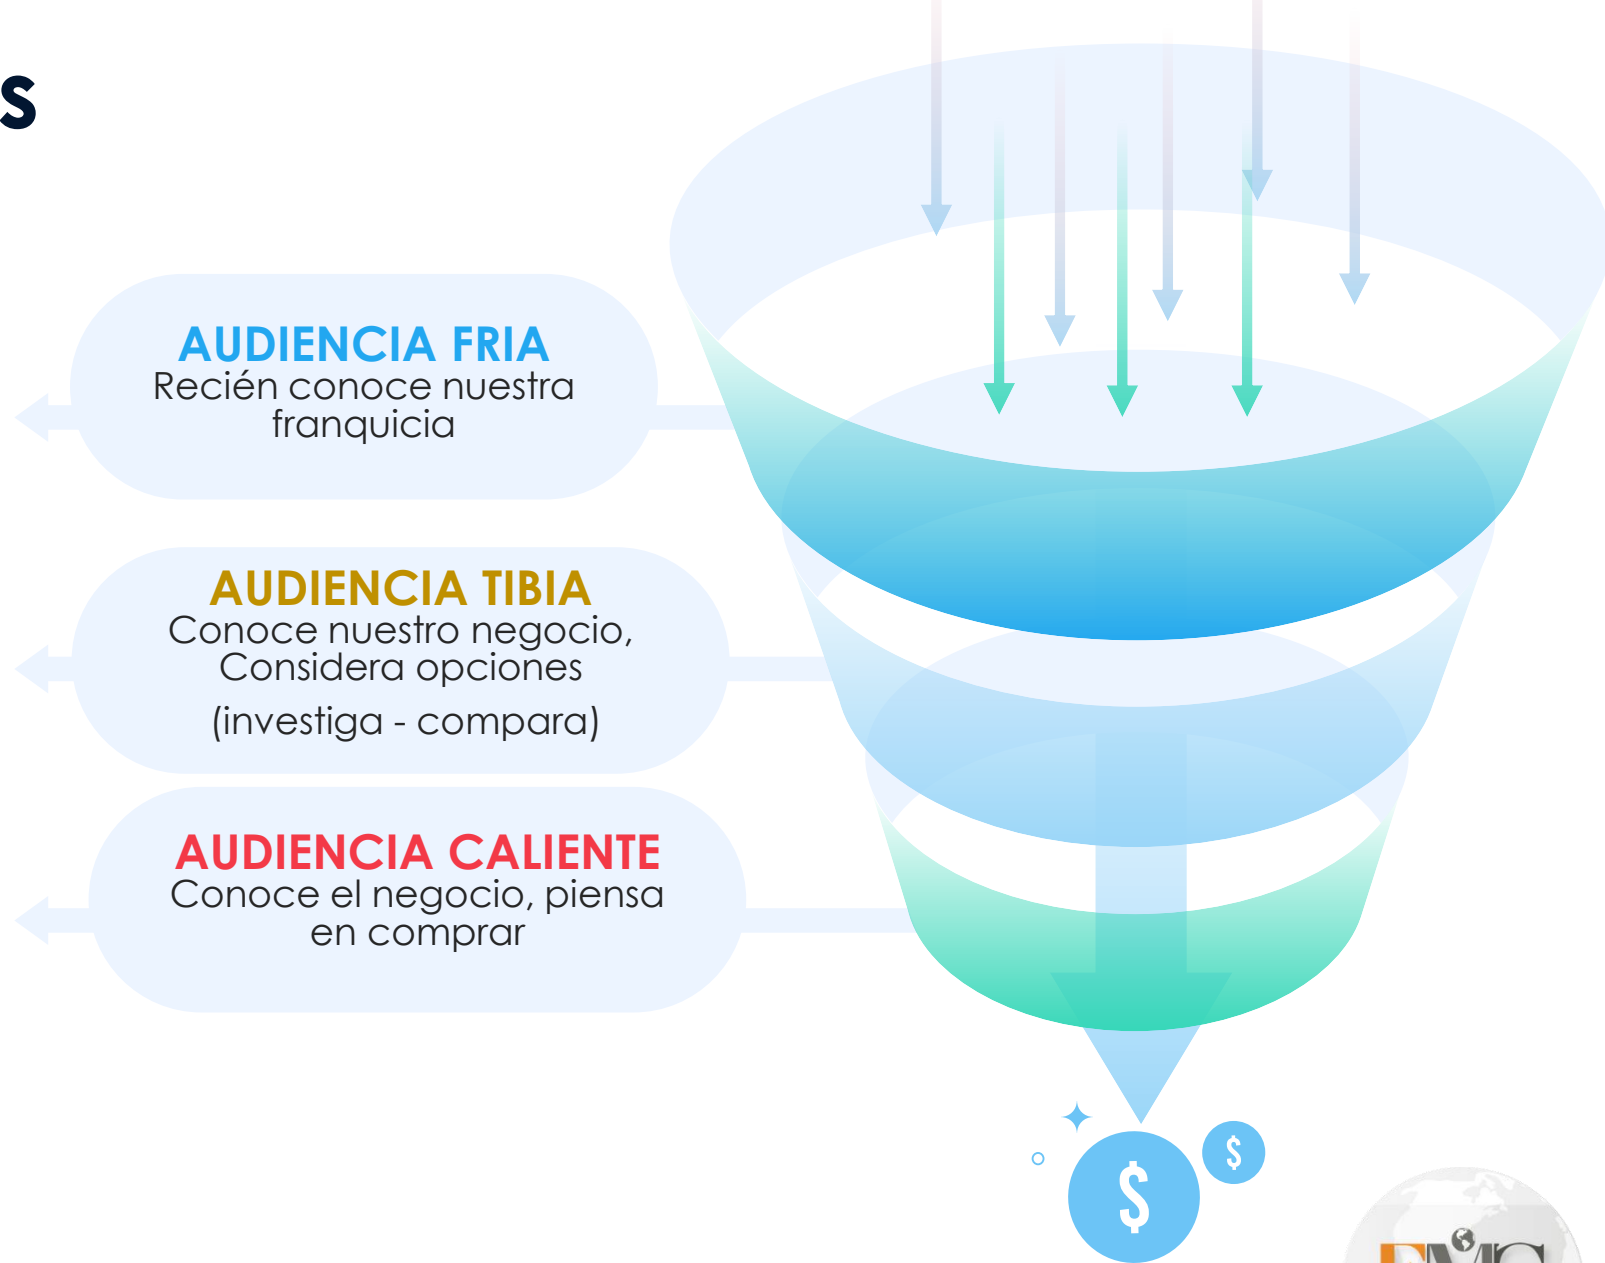 S
AUDIENCIA FRIA
Recién conoce nuestra
franquicia
AUDIENCIA TIBIA
Conoce nuestro negocio,
Considera opciones
(investiga - compara)
AUDIENCIA CALIENTE
Conoce el negocio, piensa
en comprar
$
$